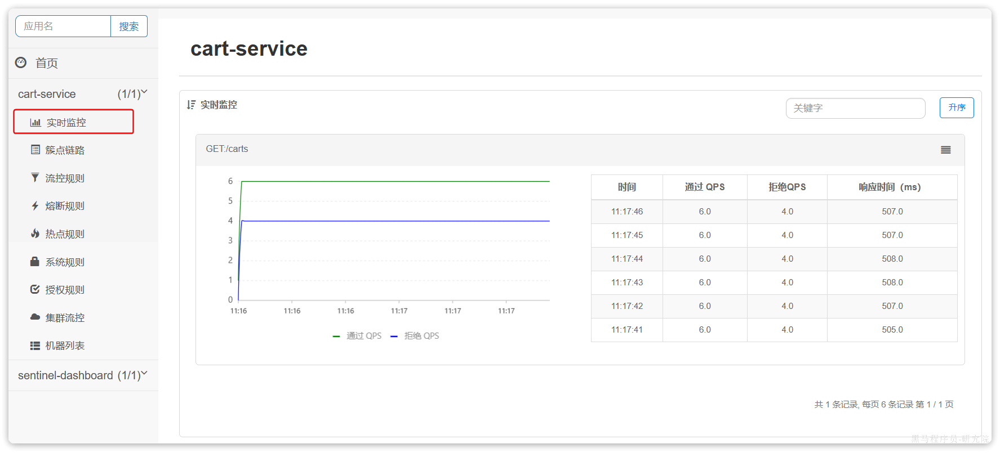 应用名 搜索
首页
cart-service (1/1)
实时监控
簇点链路
流控规则
熔断规则
热点规则
系统规则
授权规则
集群流控
机器列表
sentinel-dashboard (1/1)
cart-service
实时监控 关键字 升序
GET:/carts
6
5
4
3
2
1
0
11:16 11:16 11:16 11:17 11:17 11:17
通过 QPS 拒绝 QPS
时间 通过 QPS 拒绝QPS 响应时间（ms）
11:17:46 6.0 4.0 507.0
11:17:45 6.0 4.0 507.0
11:17:44 6.0 4.0 508.0
11:17:43 6.0 4.0 508.0
11:17:42 6.0 4.0 507.0
11:17:41 6.0 4.0 505.0
共 1 条记录, 每页 6 条记录 第 1 / 1 页
黑马程序员-研究院